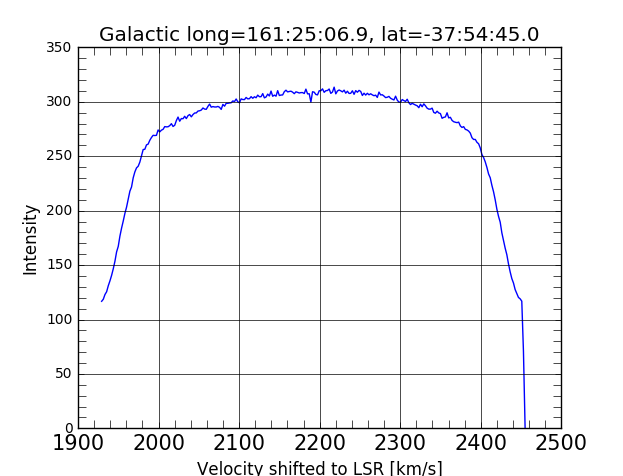 Galactic long=161:25:06.9, lat=-37:54:45.0
350
300
250
200
150
100
50
0
Intensity
1900 2000 2100 2200 2300 2400 2500
Velocity shifted to LSR [km/s]